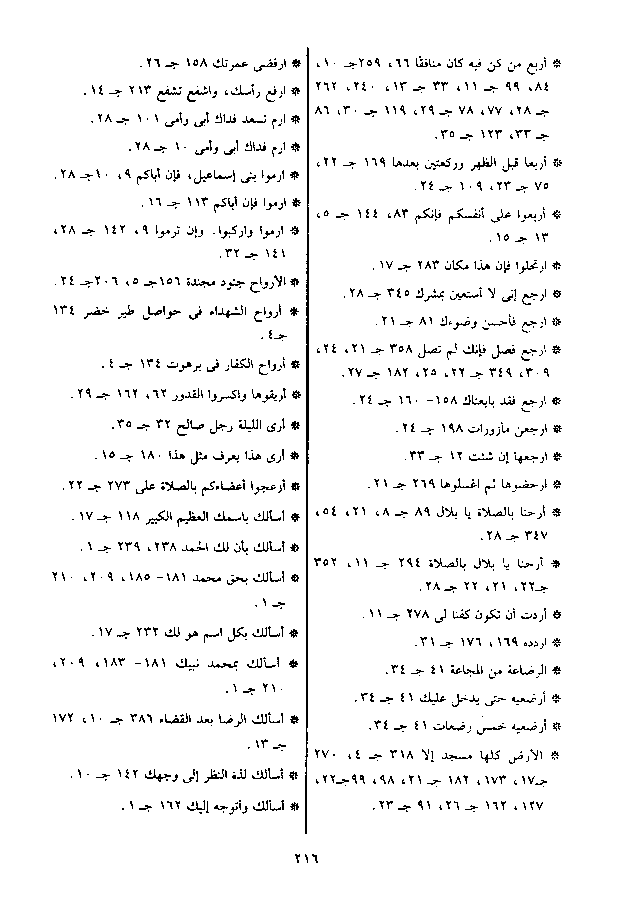 * أربع من كن فيه كان منافقًا ٦٦، ٢٥٩جـ ١٠،
٨٤، ٩٩ جـ ١١، ٣٣ جـ ١٣، ٢٤٠، ٢٦٢
جـ ٢٨، ٧٧، ٧٨ جـ ٢٩، ١١٩ جـ ٣٠، ٨٦
جـ ٣٣، ١٢٣ جـ ٣٥.
* أربعا قبل الظهر وركعتين بعدها ١٦٩ جـ ٢٢،
٧٥ جـ ٢٣، ١٠٩ جـ ٢٤.
* أربعوا على أنفسكم فإنكم ٨٣، ١٤٤ جـ ٥،
١٣ جـ ١٥.
* ارتحلوا فإن هذا مكان ٢٨٣ جـ ١٧.
* ارجع إنى لا أستعين بمشرك ٣٤٥ جـ ٢٨.
* ارجع فأحسن وضوءك ٨١ جـ ٢١.
* ارجع فصل فإنك لم تصل ٣٥٨ جـ ٢١، ٢٤،
٣٠٩، ٣٤٩ جـ ٢٢، ٢٥، ١٨٢ جـ ٢٧.
* ارجع فقد بايعناك ١٥٨- ١٦٠ جـ ٢٤.
* ارجعن مأزورات ١٩٨ جـ ٢٤.
* ارجعها إن شئت ١٢ جـ ٣٣.
* ارحضوها ثم اغسلوها ٢٦٩ جـ ٢١.
* أرحنا بالصلاة يا بلال ٨٩ جـ ٨، ٢١، ٥٤،
٣٤٧ جـ ٢٨.
* أرحنا يا بلال بالصلاة ٢٩٤ جـ ١١، ٣٥٢
جـ٢٢، ٢١، ٢٢ جـ ٢٨.
* أردت أن تكون كفنا لى ٢٧٨ جـ ١١.
* اردده ١٦٩، ١٧٦ جـ ٣١.
* الرضاعة من المجاعة ٤١ جـ ٣٤.
* أرضعيه حتى يدخل عليك ٤١ جـ ٣٤.
* أرضعيه خمس رضعات ٤١ جـ ٣٤.
* الأرض كلها مسجد إلا ٣١٨ جـ ٤، ٢٧٠
جـ١٧، ١٧٣، ١٨٢ جـ ٢١، ٩٨، ٩٩جـ٢٢،
١٢٧، ١٦٢ جـ ٢٦، ٩١ جـ ٢٣.
* ارفضى عمرتك ١٥٨ جـ ٢٦.
* ارفع رأسك، واشفع تشفع ٢١٣ جـ ١٤.
* ارم نسعد فداك أبى وأمى ١٠١ جـ ٢٨.
* ارم فداك أبى وأمى ١٠ جـ ٢٨.
* ارموا بنى إسماعيل، فإن أباكم ٩، ١٠جـ ٢٨.
* ارموا فإن أباكم ١١٣ جـ ١٦.
* ارموا واركبوا. وإن ترموا ٩، ١٤٢ جـ ٢٨،
١٤١ جـ ٣٢.
* الأرواح جنود مجندة ١٥٦جـ ٥، ٢٠٦جـ ٢٤.
* أرواح الشهداء فى حواصل طير خضر ١٣٤
جـ٤.
* أرواح الكفار فى برهوت ١٣٤ جـ ٤.
* أريقوها واكسروا القدور ٦٢، ١٦٢ جـ ٢٩.
* أرى الليلة رجل صالح ٣٢ جـ ٣٥.
* أرى هذا يعرف مثل هذا ١٨٠ جـ ١٥.
* أزعجوا أعضاءكم بالصلاة على ٢٧٣ جـ ٢٢.
* أسألك باسمك العظيم الكبير ١١٨ جـ ١٧.
* أسألك بأن لك الحمد ٢٣٨، ٢٣٩ جـ ١.
* أسألك بحق محمد ١٨١- ١٨٥، ٢٠٩، ٢١٠
جـ ١.
* أسألك بكل اسم هو لك ٢٣٢ جـ ١٧.
* أسألك بمحمد نبيك ١٨١- ١٨٣، ٢٠٩،
٢١٠ جـ ١.
* أسألك الرضا بعد القضاء ٣٨٦ جـ ١٠، ١٧٢
جـ ١٣.
* أسألك لذة النظر إلى وجهك ١٤٢ جـ ١٠.
* أسألك وأتوجه إليك ١٦٢ جـ ١.
٢١٦